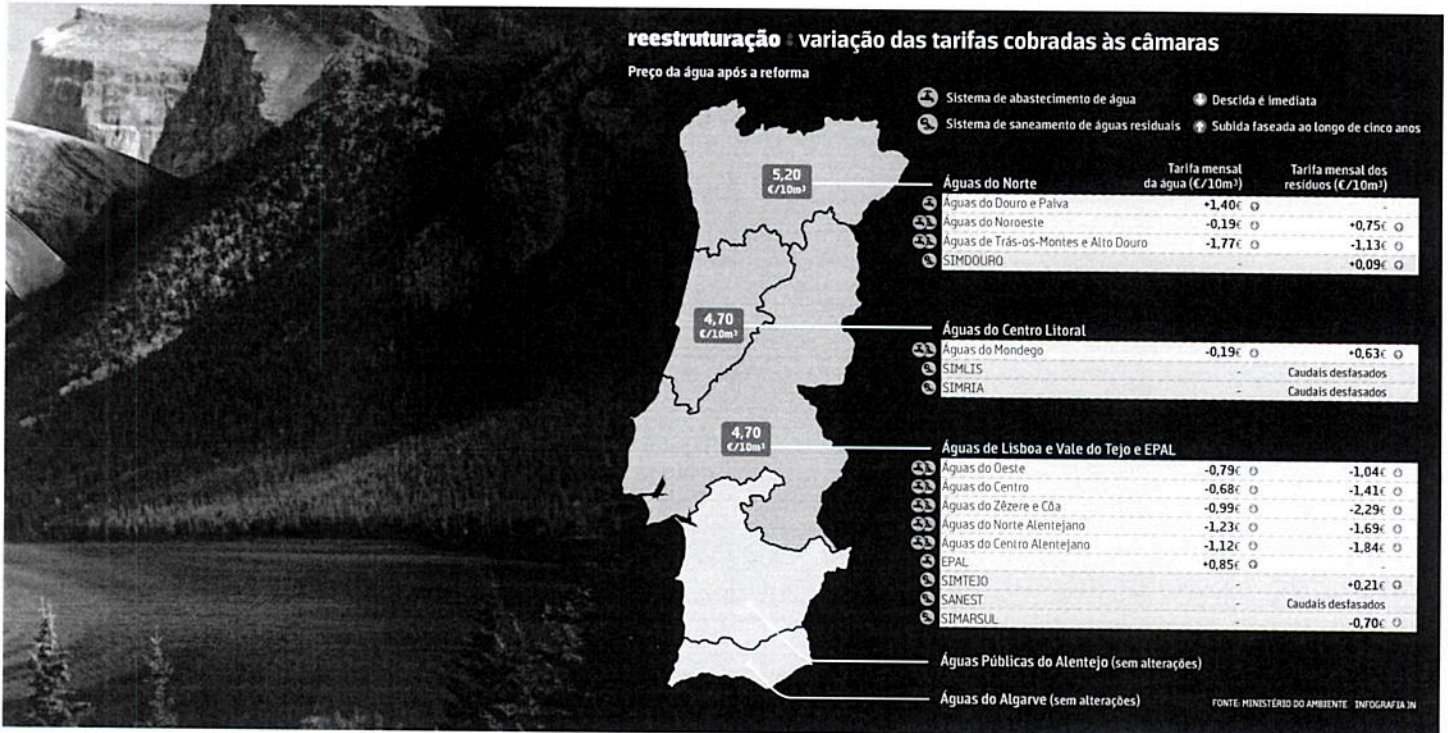 reestruturação : variação das tarifas cobradas às câmaras
Preço da água após a reforma
Sistema de abastecimento de água
Descida é imediata
Sistema de saneamento de águas residuais
Subida faseada ao longo de cinco anos
5,20
€/10m³
4,70
€/10m³
4,70
€/10m³
Águas do Norte Tarifa mensal da água (€/10m³) Tarifa mensal dos resíduos (€/10m³)
Águas do Douro e Paiva +1,40€ -
Águas do Noroeste -0,19€ +0,75€
Águas de Trás-os-Montes e Alto Douro -1,77€ -1,13€
SIMDOURO - +0,09€
Águas do Centro Litoral
Águas do Mondego -0,19€ +0,63€
SIMLIS - Caudais desfasados
SIMRIA - Caudais desfasados
Águas de Lisboa e Vale do Tejo e EPAL
Águas do Oeste -0,79€ -1,04€
Águas do Centro -0,68€ -1,41€
Águas do Zêzere e Côa -0,99€ -2,29€
Águas do Norte Alentejano -1,23€ -1,69€
Águas do Centro Alentejano -1,12€ -1,84€
EPAL +0,85€ -
SIMTEJO - +0,21€
SANEST - Caudais desfasados
SIMARSUL - -0,70€
Águas Públicas do Alentejo (sem alterações)
Águas do Algarve (sem alterações)
FONTE: MINISTÉRIO DO AMBIENTE INFOGRAFIA JN